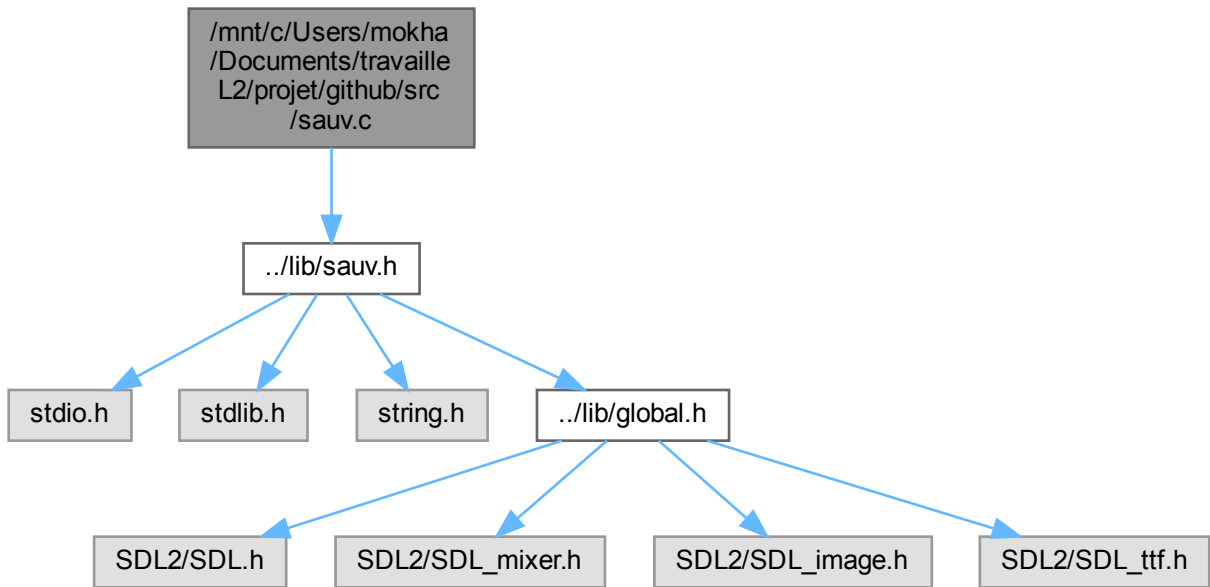 /mnt/c/Users/mokha
/Documents/travaille
L2/projet/github/src
/sauv.c
../lib/sauv.h
stdio.h
stdlib.h
string.h
../lib/global.h
SDL2/SDL.h
SDL2/SDL_mixer.h
SDL2/SDL_image.h
SDL2/SDL_ttf.h